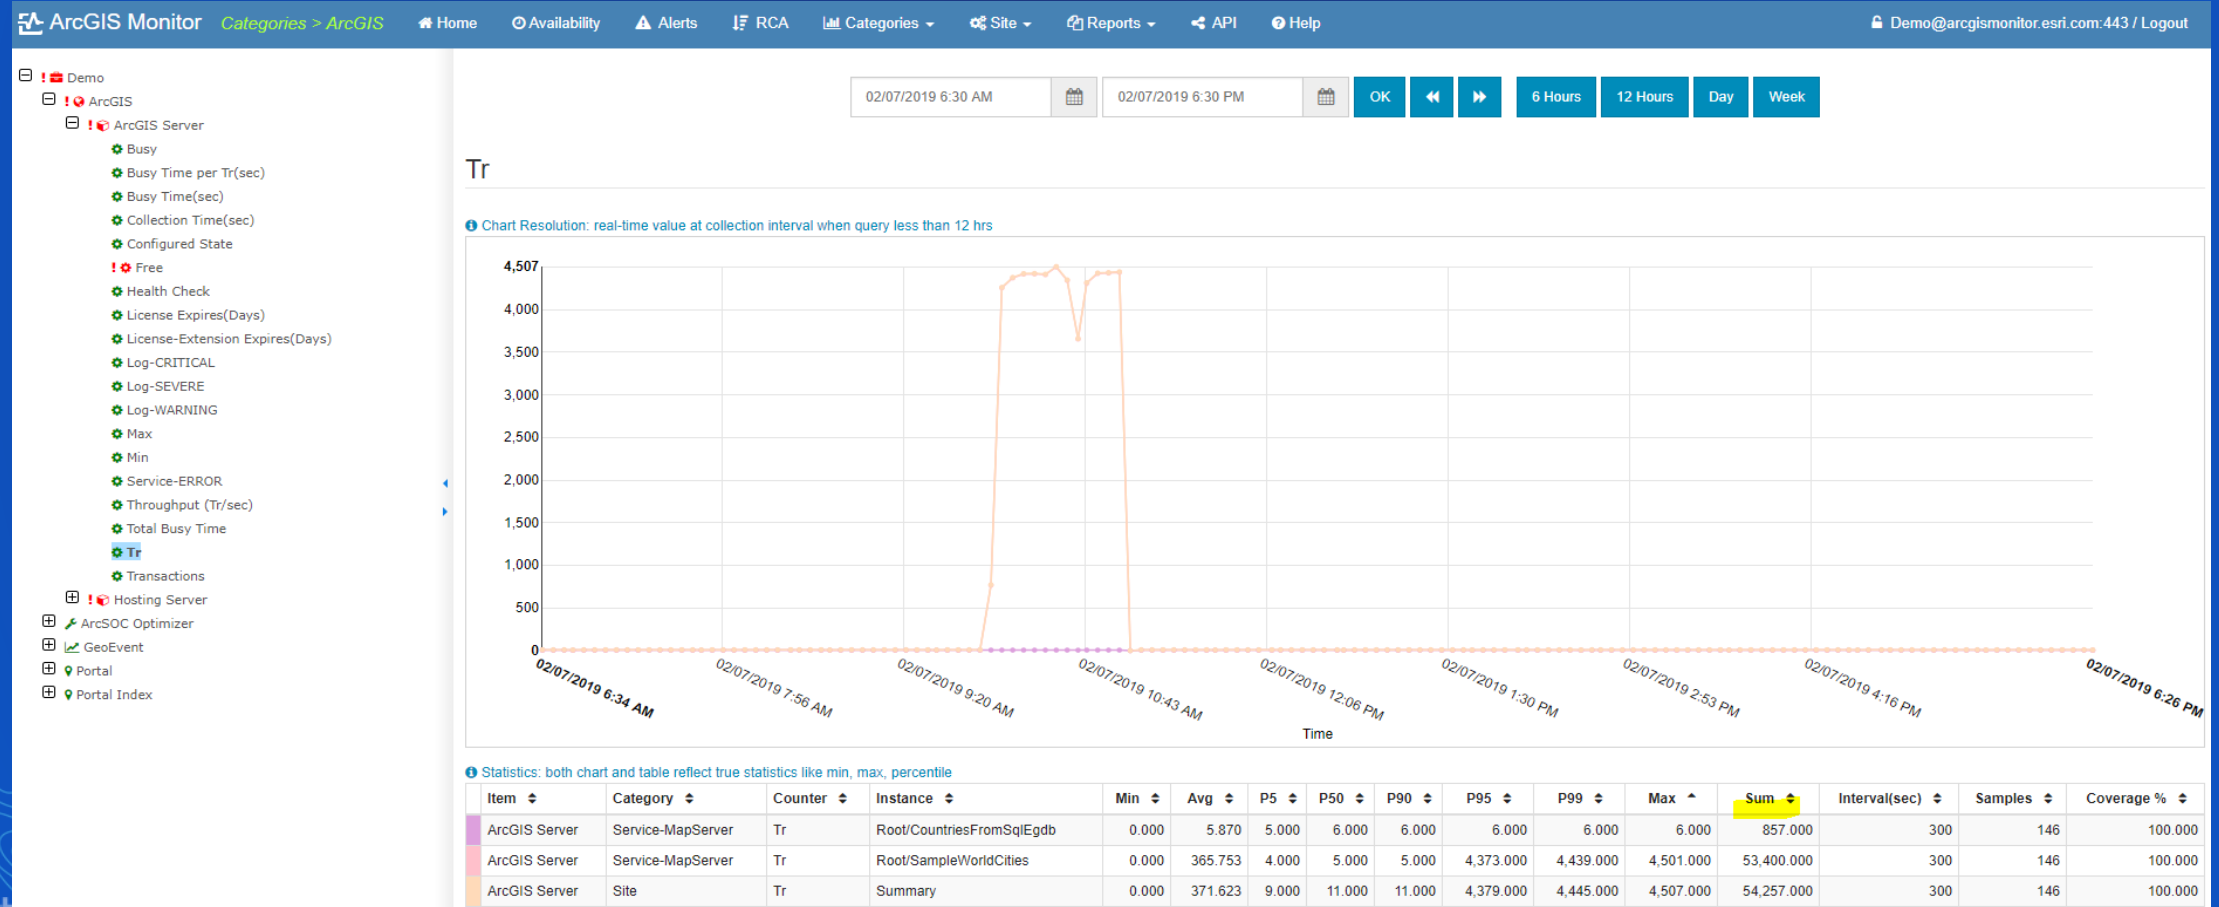 ArcGIS Monitor Categories > ArcGIS Home Availability Alerts RCA Categories Site Reports API Help Demo@arcgismonitor.esri.com:443 / Logout
Demo
ArcGIS
ArcGIS Server
Busy
Busy Time per Tr(sec)
Busy Time(sec)
Collection Time(sec)
Configured State
Free
Health Check
License Expires(Days)
License-Extension Expires(Days)
Log-CRITICAL
Log-SEVERE
Log-WARNING
Max
Min
Service-ERROR
Throughput (Tr/sec)
Total Busy Time
Tr
Transactions
Hosting Server
ArcSOC Optimizer
GeoEvent
Portal
Portal Index
02/07/2019 6:30 AM 02/07/2019 6:30 PM OK 6 Hours 12 Hours Day Week
Tr
Chart Resolution: real-time value at collection interval when query less than 12 hrs
4,507
4,000
3,500
3,000
2,500
2,000
1,500
1,000
500
0
02/07/2019 6:34 AM
02/07/2019 7:56 AM
02/07/2019 9:20 AM
02/07/2019 10:43 AM
02/07/2019 12:06 PM
02/07/2019 1:30 PM
02/07/2019 2:53 PM
02/07/2019 4:16 PM
02/07/2019 6:26 PM
Time
Statistics: both chart and table reflect true statistics like min, max, percentile
Item Category Counter Instance Min Avg P5 P50 P90 P95 P99 Max Sum Interval(sec) Samples Coverage %
ArcGIS Server Service-MapServer Tr Root/CountriesFromSqlEgdb 0.000 5.870 5.000 6.000 6.000 6.000 6.000 6.000 857.000 300 146 100.000
ArcGIS Server Service-MapServer Tr Root/SampleWorldCities 0.000 365.753 4.000 5.000 5.000 4,373.000 4,439.000 4,501.000 53,400.000 300 146 100.000
ArcGIS Server Site Tr Summary 0.000 371.623 9.000 11.000 11.000 4,379.000 4,445.000 4,507.000 54,257.000 300 146 100.000